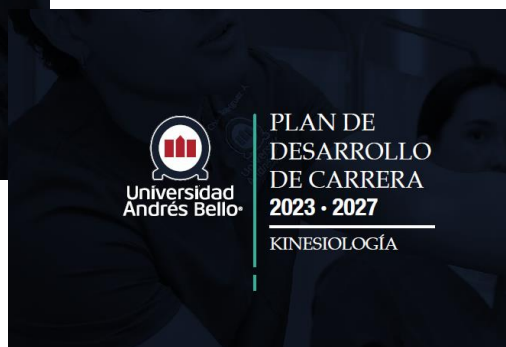 Universidad
Andrés Bello
PLAN DE
DESARROLLO
DE CARRERA
2023 · 2027
KINESIOLOGÍA